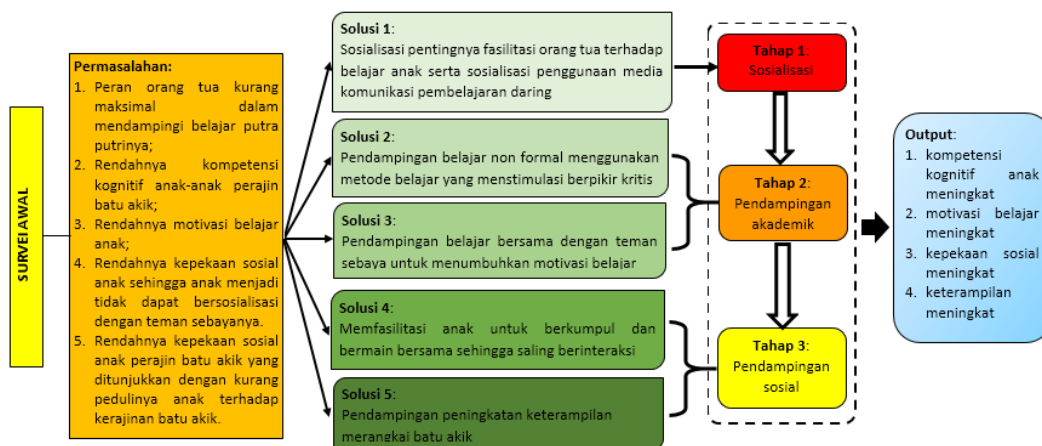 SURVEI AWAL
Permasalahan:
1. Peran orang tua kurang
maksimal dalam
mendampingi belajar putra
putrinya;
2. Rendahnya kompetensi
kognitif anak-anak perajin
batu akik;
3. Rendahnya motivasi belajar
anak;
4. Rendahnya kepekaan sosial
anak sehingga anak menjadi
tidak dapat bersosialisasi
dengan teman sebayanya.
5. Rendahnya kepekaan sosial
anak perajin batu akik yang
ditunjukkan dengan kurang
pedulinya anak terhadap
kerajinan batu akik.
Solusi 1:
Sosialisasi pentingnya fasilitasi orang tua terhadap
belajar anak serta sosialisasi penggunaan media
komunikasi pembelajaran daring
Solusi 2:
Pendampingan belajar non formal menggunakan
metode belajar yang menstimulasi berpikir kritis
Solusi 3:
Pendampingan belajar bersama dengan teman
sebaya untuk menumbuhkan motivasi belajar
Solusi 4:
Memfasilitasi anak untuk berkumpul dan
bermain bersama sehingga saling berinteraksi
Solusi 5:
Pendampingan peningkatan keterampilan
merangkai batu akik
Tahap 1:
Sosialisasi
Tahap 2:
Pendampingan
akademik
Tahap 3:
Pendampingan
sosial
Output:
1. kompetensi
kognitif anak
meningkat
2. motivasi belajar
meningkat
3. kepekaan sosial
meningkat
4. keterampilan
meningkat